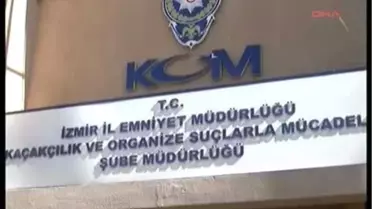 DHA
KOM
T.C.
İZMİR İL EMNİYET MÜDÜRLÜĞÜ
KAÇAKÇILIK VE ORGANİZE SUÇLARLA MÜCADEL
ŞUBE MÜDÜRLÜĞÜ